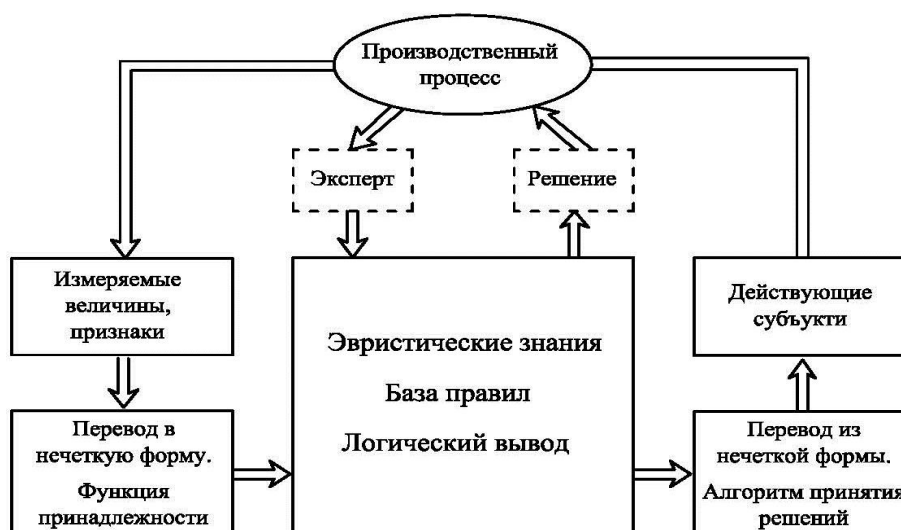 Производственный
процесс
Эксперт
Решение
Измеряемые
величины,
признаки
Эвристические знания
База правил
Логический вывод
Действующие
субъукти
Перевод в
нечеткую форму.
Функция
принадлежности
Перевод из
нечеткой формы.
Алгоритм принятия
решений